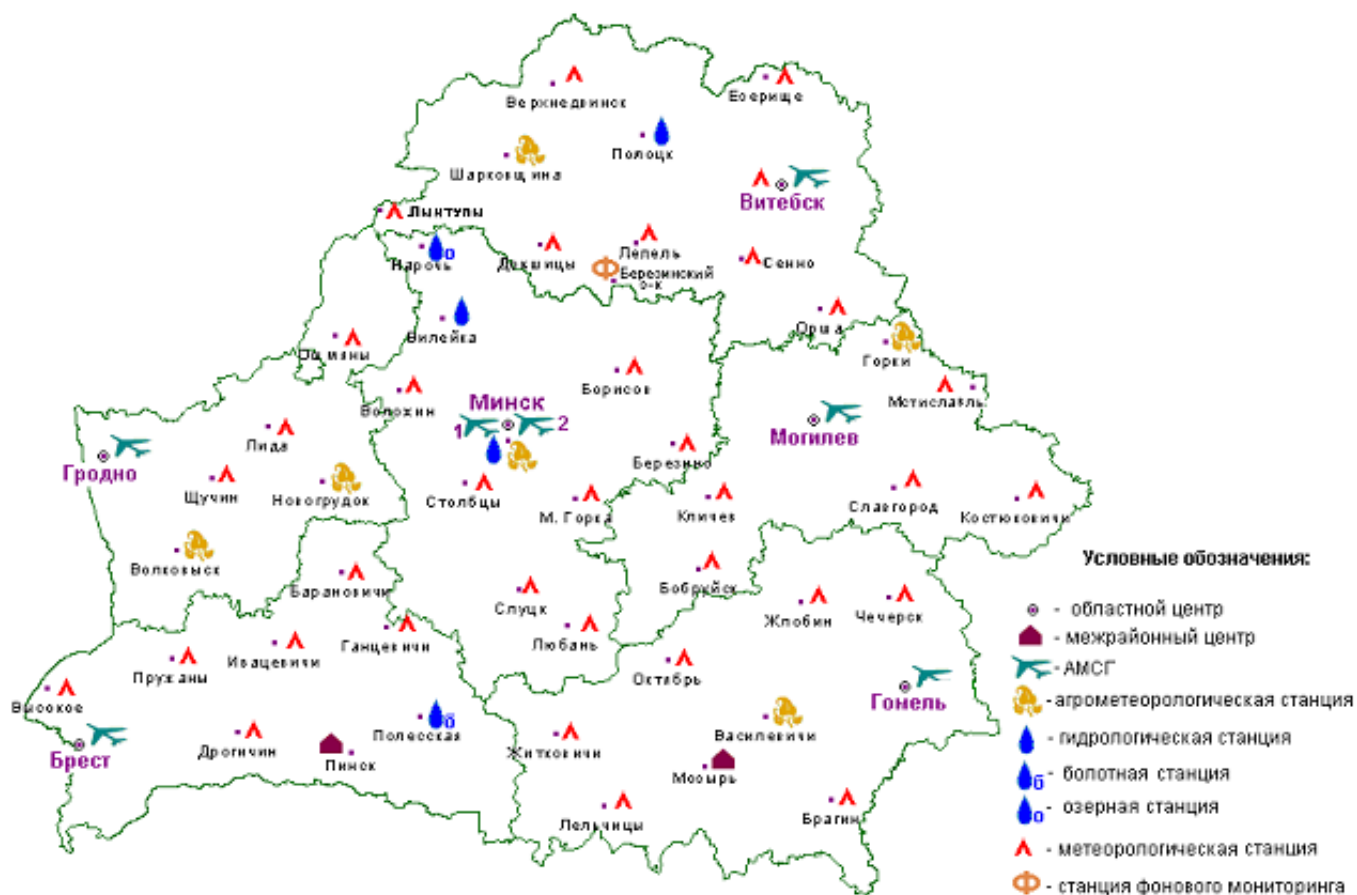 Верхнедвинск
Езерище
Полоцк
Шарковщина
Витебск
Лынтупы
Нарочь
Докшицы
Лепель
Березинский
з-к
Сенно
Вилейка
Орша
Горки
Ошмяны
Борисов
Мстиславль
Воложин
Минск
1
2
Могилев
Лида
Гродно
Березино
Щучин
Новогрудок
Столбцы
М. Горка
Кличев
Славгород
Костюковичи
Волковыск
Барановичи
Бобруйск
Слуцк
Жлобин
Чечерск
Любань
Ганцевичи
Ивацевичи
Пружаны
Октябрь
Высокое
Гомель
Брест
Дрогичин
Пинск
Полесская
б
о
Житковичи
Василевичи
Мозырь
Лельчицы
Брагин
Условные обозначения:
- областной центр
- межрайонный центр
- АМСГ
- агрометеорологическая станция
- гидрологическая станция
б - болотная станция
о - озерная станция
- метеорологическая станция
Ф - станция фонового мониторинга